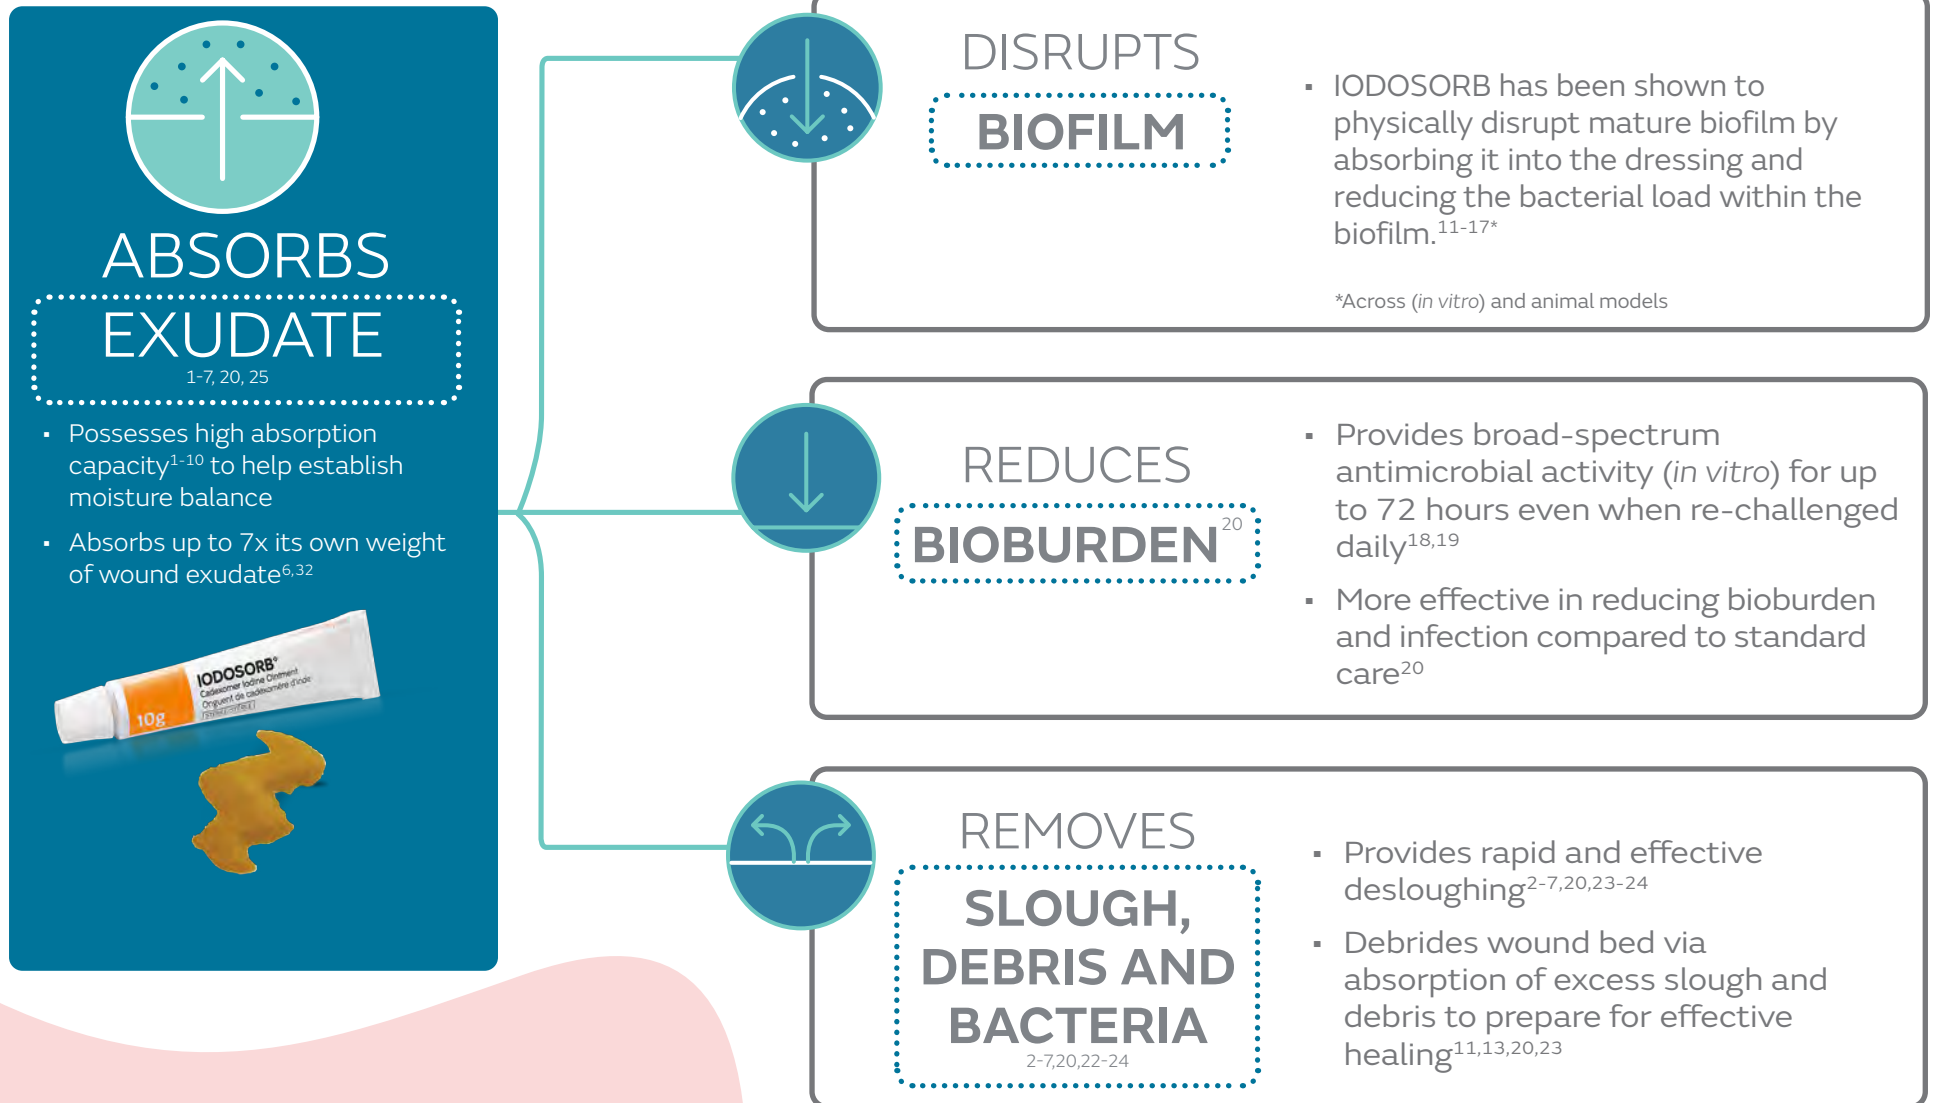 ABSORBS
EXUDATE
1-7, 20, 25
▪ Possesses high absorption
capacity1-10 to help establish
moisture balance
▪ Absorbs up to 7x its own weight
of wound exudate6,32
IODOSORB°
Cadexomer Iodine Ointment
Onguent de cadexomère d'iode
10g
DISRUPTS
BIOFILM
▪ IODOSORB has been shown to
physically disrupt mature biofilm by
absorbing it into the dressing and
reducing the bacterial load within the
biofilm.11-17*
*Across (in vitro) and animal models
REDUCES
BIOBURDEN20
▪ Provides broad-spectrum
antimicrobial activity (in vitro) for up
to 72 hours even when re-challenged
daily18,19
▪ More effective in reducing bioburden
and infection compared to standard
care20
REMOVES
SLOUGH,
DEBRIS AND
BACTERIA
2-7,20,22-24
▪ Provides rapid and effective
desloughing2-7,20,23-24
▪ Debrides wound bed via
absorption of excess slough and
debris to prepare for effective
healing11,13,20,23